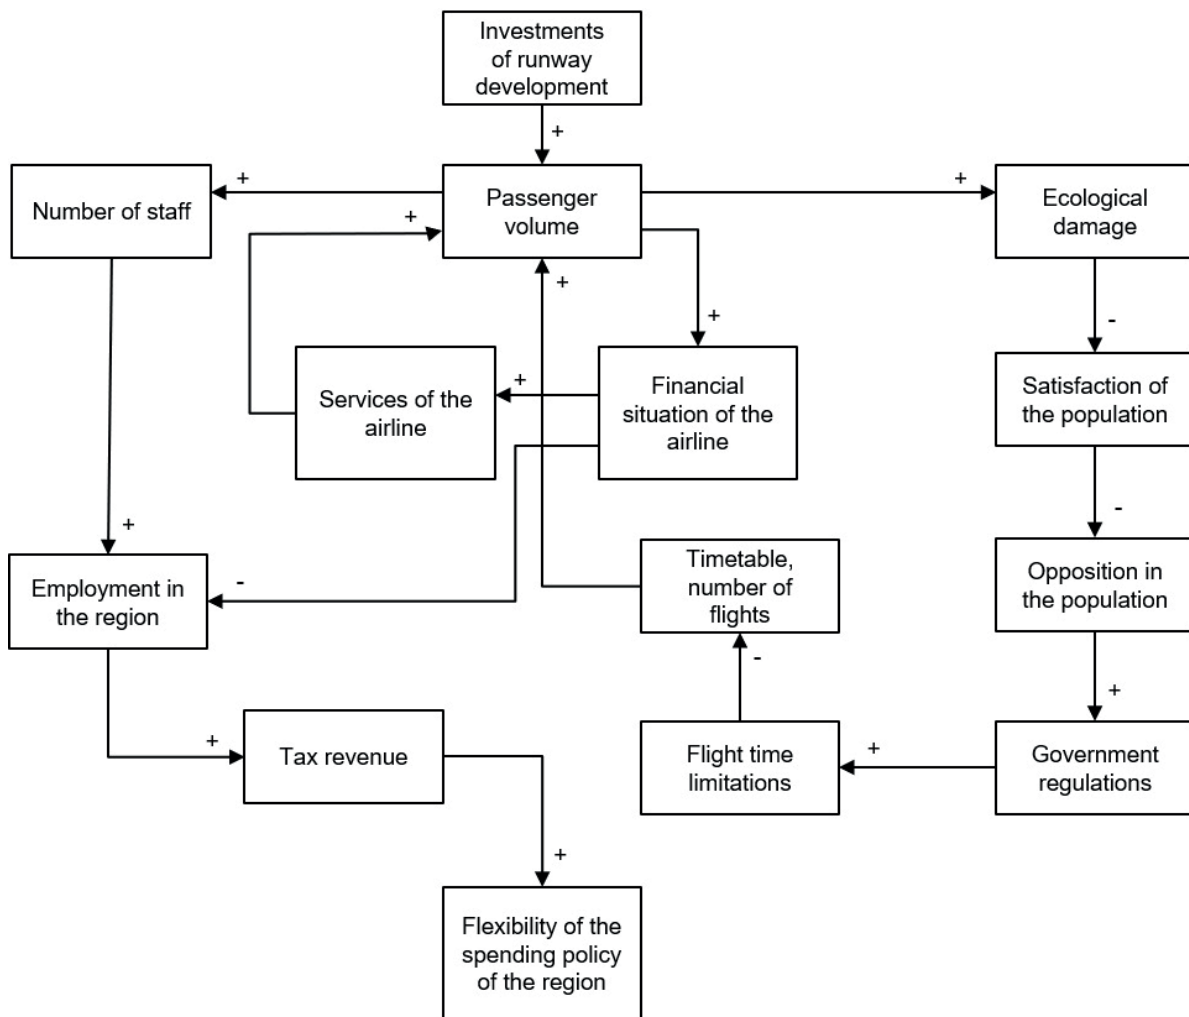 Investments
of runway
development
+
+
+
Number of staff
Passenger
volume
Ecological
damage
+
+
+
-
Services of the
airline
+
Financial
situation of the
airline
Satisfaction of
the population
-
+
Employment in
the region
-
Timetable,
number of
flights
Opposition in
the population
-
+
+
Tax revenue
Flight time
limitations
+
Government
regulations
+
Flexibility of the
spending policy
of the region